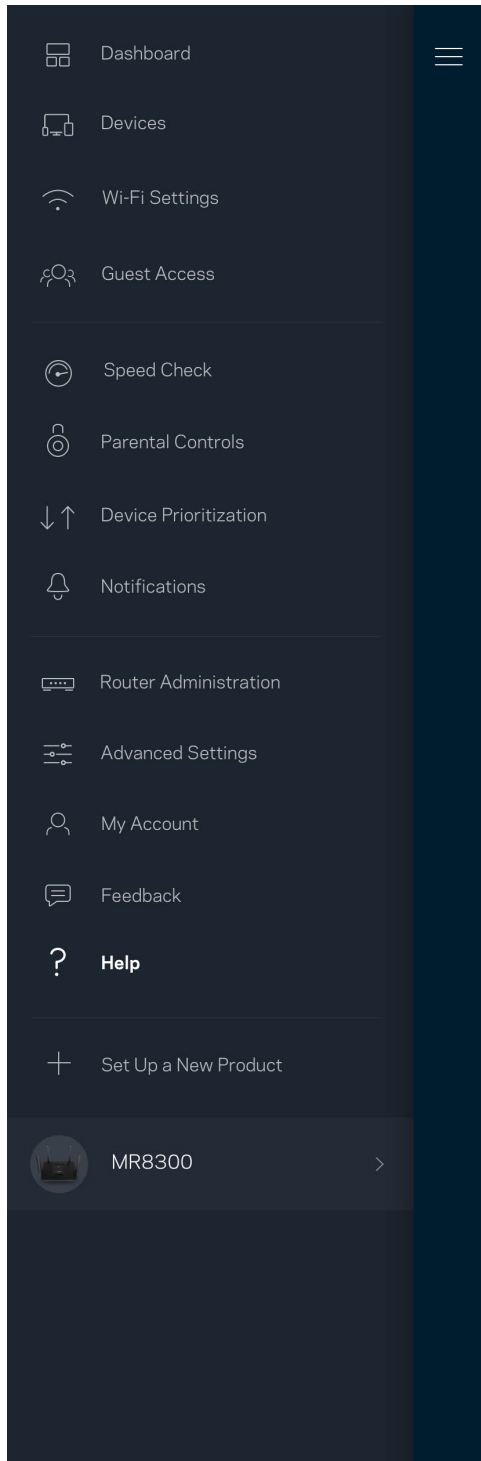 Dashboard
Devices
Wi-Fi Settings
Guest Access
Speed Check
Parental Controls
Device Prioritization
Notifications
Router Administration
Advanced Settings
My Account
Feedback
Help
Set Up a New Product
MR8300